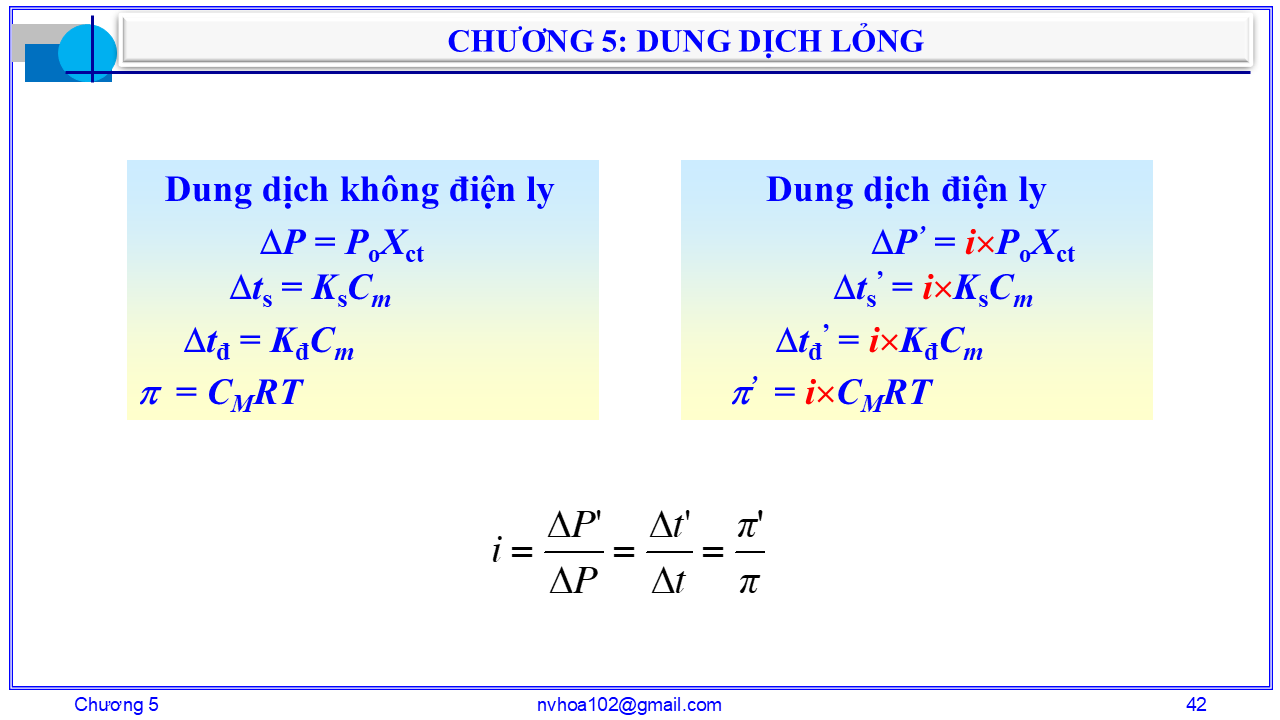 CHƯƠNG 5: DUNG DỊCH LỎNG
Dung dịch không điện ly
ΔP = PₒXct
Δts = KsCm
Δtđ = KđCm
π = CMRT
Dung dịch điện ly
ΔP’ = i×PₒXct
Δts’ = i×KsCm
Δtđ’ = i×KđCm
π’ = i×CMRT
i = ΔP'/ΔP = Δt'/Δt = π'/π
Chương 5
nvhoa102@gmail.com
42